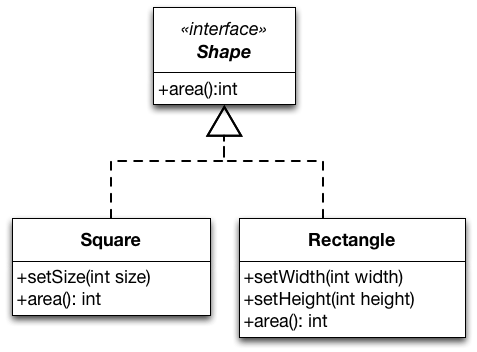 «interface»
Shape
+area():int
Square
+setSize(int size)
+area(): int
Rectangle
+setWidth(int width)
+setHeight(int height)
+area(): int